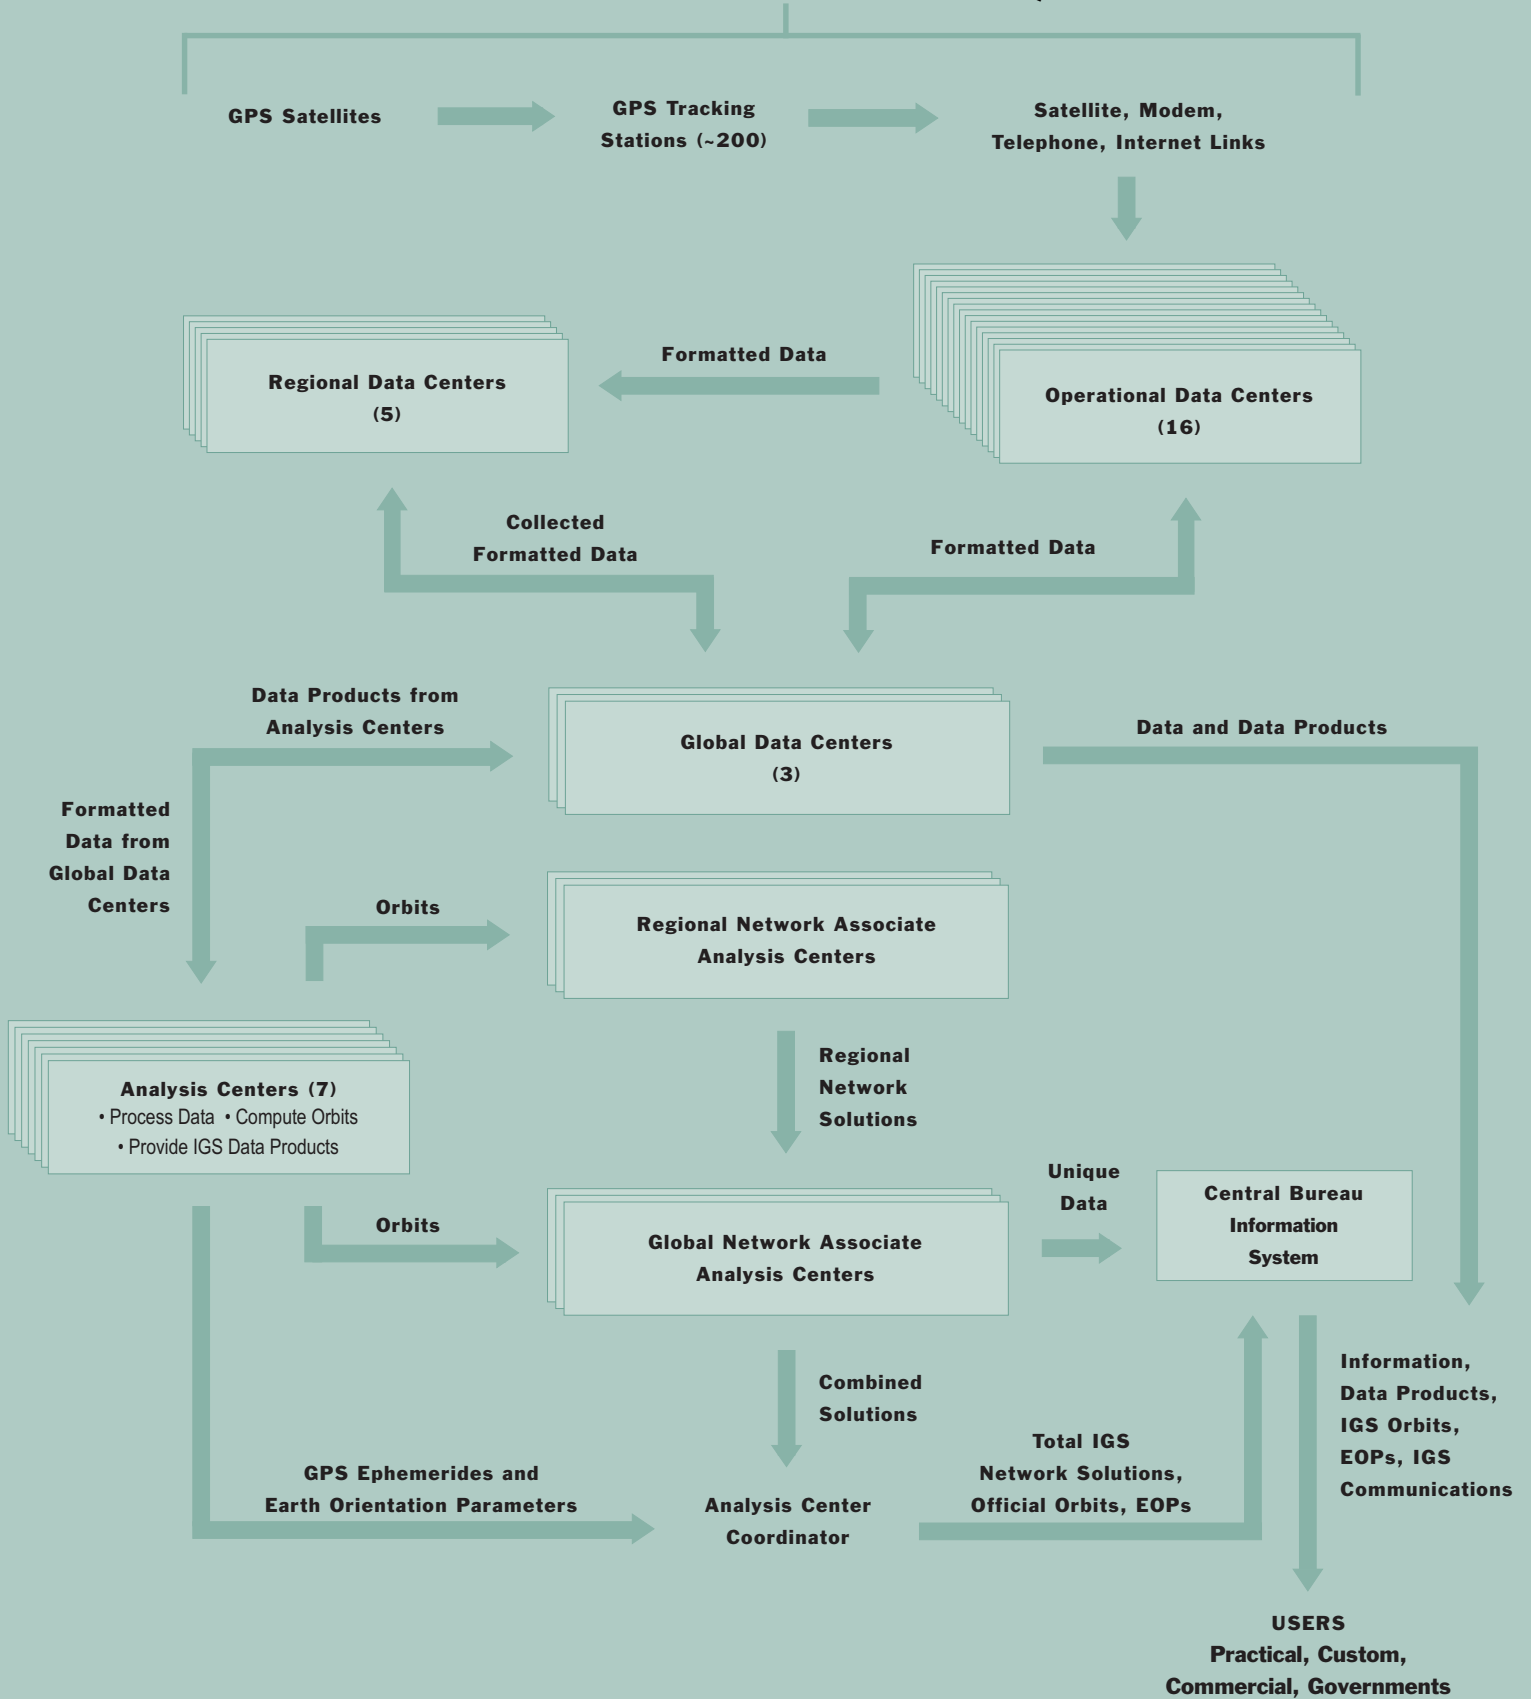 GPS Satellites
GPS Tracking
Stations (~200)
Satellite, Modem,
Telephone, Internet Links
Formatted Data
Regional Data Centers
(5)
Operational Data Centers
(16)
Collected
Formatted Data
Formatted Data
Data Products from
Analysis Centers
Global Data Centers
(3)
Data and Data Products
Formatted
Data from
Global Data
Centers
Orbits
Regional Network Associate
Analysis Centers
Analysis Centers (7)
• Process Data • Compute Orbits
• Provide IGS Data Products
Regional
Network
Solutions
Unique
Data
Central Bureau
Information
System
Orbits
Global Network Associate
Analysis Centers
Combined
Solutions
Information,
Data Products,
IGS Orbits,
EOPs, IGS
Communications
GPS Ephemerides and
Earth Orientation Parameters
Analysis Center
Coordinator
Total IGS
Network Solutions,
Official Orbits, EOPs
USERS
Practical, Custom,
Commercial, Governments